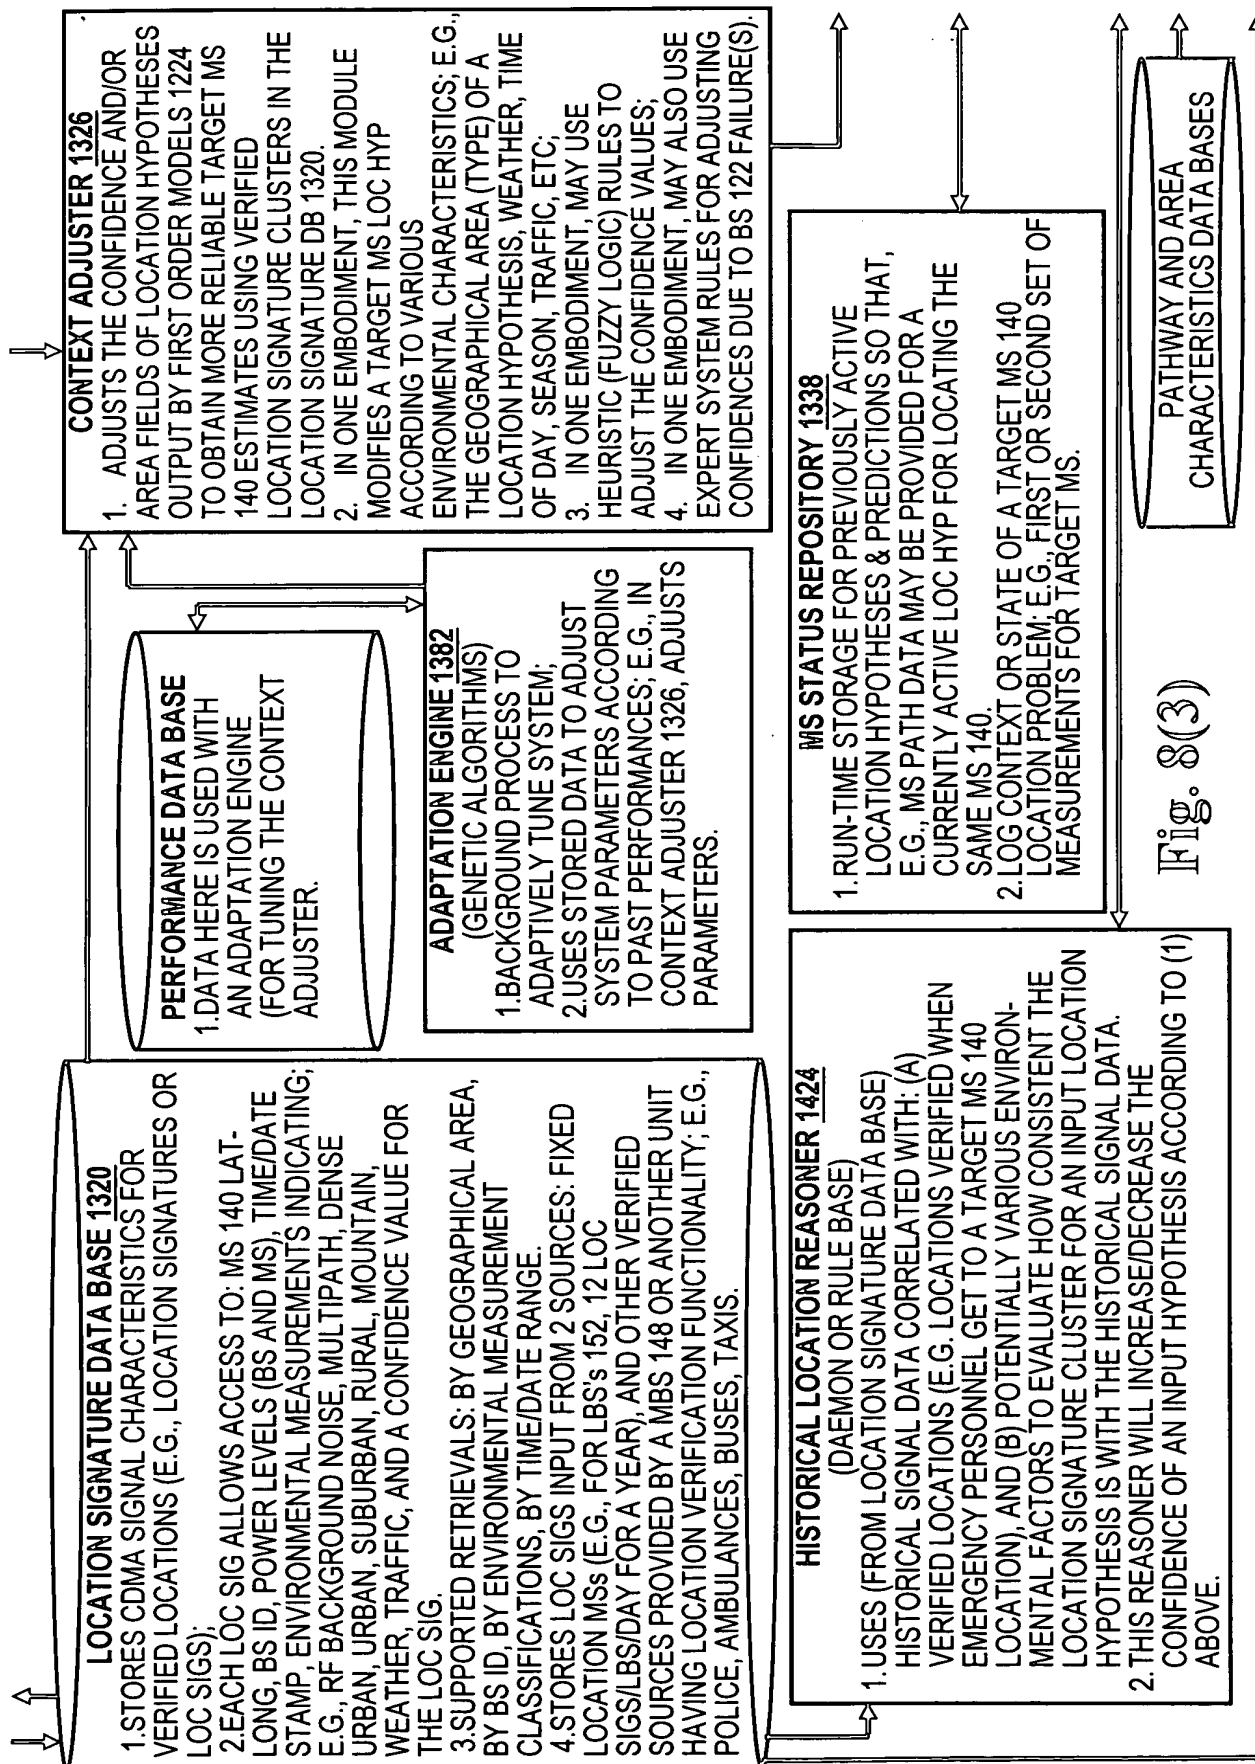 LOCATION SIGNATURE DATA BASE 1320
1.STORES CDMA SIGNAL CHARACTERISTICS FOR
VERIFIED LOCATIONS (E.G., LOCATION SIGNATURES OR
LOC SIGS);
2.EACH LOC SIG ALLOWS ACCESS TO: MS 140 LAT-
LONG, BS ID, POWER LEVELS (BS AND MS), TIME/DATE
STAMP, ENVIRONMENTAL MEASUREMENTS INDICATING;
E.G., RF BACKGROUND NOISE, MULTIPATH, DENSE
URBAN, URBAN, SUBURBAN, RURAL, MOUNTAIN,
WEATHER, TRAFFIC, AND A CONFIDENCE VALUE FOR
THE LOC SIG.
3.SUPPORTED RETRIEVALS: BY GEOGRAPHICAL AREA,
BY BS ID, BY ENVIRONMENTAL MEASUREMENT
CLASSIFICATIONS, BY TIME/DATE RANGE.
4.STORES LOC SIGS INPUT FROM 2 SOURCES: FIXED
LOCATION MSs (E.G., FOR LBS's 152, 12 LOC
SIGS/LBS/DAY FOR A YEAR), AND OTHER VERIFIED
SOURCES PROVIDED BY A MBS 148 OR ANOTHER UNIT
HAVING LOCATION VERIFICATION FUNCTIONALITY; E.G.,
POLICE, AMBULANCES, BUSES, TAXIS.
PERFORMANCE DATA BASE
1.DATA HERE IS USED WITH
AN ADAPTATION ENGINE
(FOR TUNING THE CONTEXT
ADJUSTER.
ADAPTATION ENGINE 1382
(GENETIC ALGORITHMS)
1.BACKGROUND PROCESS TO
ADAPTIVELY TUNE SYSTEM;
2.USES STORED DATA TO ADJUST
SYSTEM PARAMETERS ACCORDING
TO PAST PERFORMANCES; E.G., IN
CONTEXT ADJUSTER 1326, ADJUSTS
PARAMETERS.
CONTEXT ADJUSTER 1326
1. ADJUSTS THE CONFIDENCE AND/OR
AREA FIELDS OF LOCATION HYPOTHESES
OUTPUT BY FIRST ORDER MODELS 1224
TO OBTAIN MORE RELIABLE TARGET MS
140 ESTIMATES USING VERIFIED
LOCATION SIGNATURE CLUSTERS IN THE
LOCATION SIGNATURE DB 1320.
2. IN ONE EMBODIMENT, THIS MODULE
MODIFIES A TARGET MS LOC HYP
ACCORDING TO VARIOUS
ENVIRONMENTAL CHARACTERISTICS; E.G.,
THE GEOGRAPHICAL AREA (TYPE) OF A
LOCATION HYPOTHESIS, WEATHER, TIME
OF DAY, SEASON, TRAFFIC, ETC;
3. IN ONE EMBODIMENT, MAY USE
HEURISTIC (FUZZY LOGIC) RULES TO
ADJUST THE CONFIDENCE VALUES;
4. IN ONE EMBODIMENT, MAY ALSO USE
EXPERT SYSTEM RULES FOR ADJUSTING
CONFIDENCES DUE TO BS 122 FAILURE(S).
HISTORICAL LOCATION REASONER 1424
(DAEMON OR RULE BASE)
1. USES (FROM LOCATION SIGNATURE DATA BASE)
HISTORICAL SIGNAL DATA CORRELATED WITH: (A)
VERIFIED LOCATIONS (E.G. LOCATIONS VERIFIED WHEN
EMERGENCY PERSONNEL GET TO A TARGET MS 140
LOCATION), AND (B) POTENTIALLY VARIOUS ENVIRON-
MENTAL FACTORS TO EVALUATE HOW CONSISTENT THE
LOCATION SIGNATURE CLUSTER FOR AN INPUT LOCATION
HYPOTHESIS IS WITH THE HISTORICAL SIGNAL DATA.
2. THIS REASONER WILL INCREASE/DECREASE THE
CONFIDENCE OF AN INPUT HYPOTHESIS ACCORDING TO (1)
ABOVE.
MS STATUS REPOSITORY 1338
1. RUN-TIME STORAGE FOR PREVIOUSLY ACTIVE
LOCATION HYPOTHESES & PREDICTIONS SO THAT,
E.G., MS PATH DATA MAY BE PROVIDED FOR A
CURRENTLY ACTIVE LOC HYP FOR LOCATING THE
SAME MS 140.
2. LOG CONTEXT OR STATE OF A TARGET MS 140
LOCATION PROBLEM; E.G., FIRST OR SECOND SET OF
MEASUREMENTS FOR TARGET MS.
PATHWAY AND AREA
CHARACTERISTICS DATA BASES
Fig. 8(3)